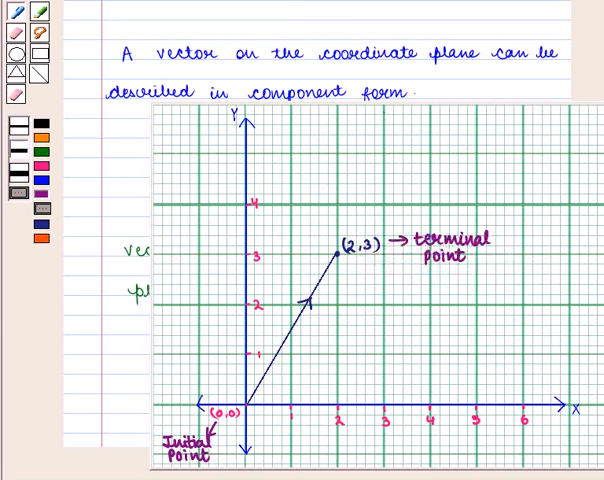 A vector on the coordinate plane can be
described in component form.
Y
4
(2,3) → terminal
point
3
2
1
(0,0)
X
1 2 3 4 5 6
Initial
Point